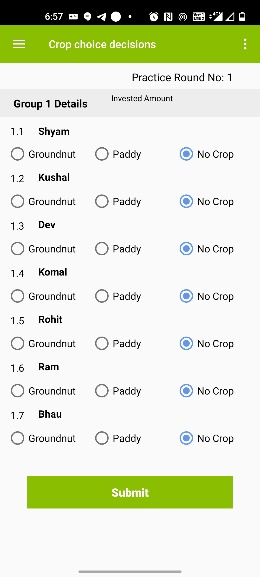 6:57
Crop choice decisions
Practice Round No: 1
Group 1 Details Invested Amount
1.1 Shyam
Groundnut Paddy No Crop
1.2 Kushal
Groundnut Paddy No Crop
1.3 Dev
Groundnut Paddy No Crop
1.4 Komal
Groundnut Paddy No Crop
1.5 Rohit
Groundnut Paddy No Crop
1.6 Ram
Groundnut Paddy No Crop
1.7 Bhau
Groundnut Paddy No Crop
Submit